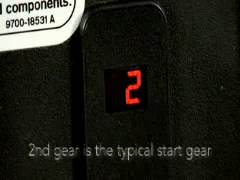 l components.
9700-18531 A
2
2nd gear is the typical start gear